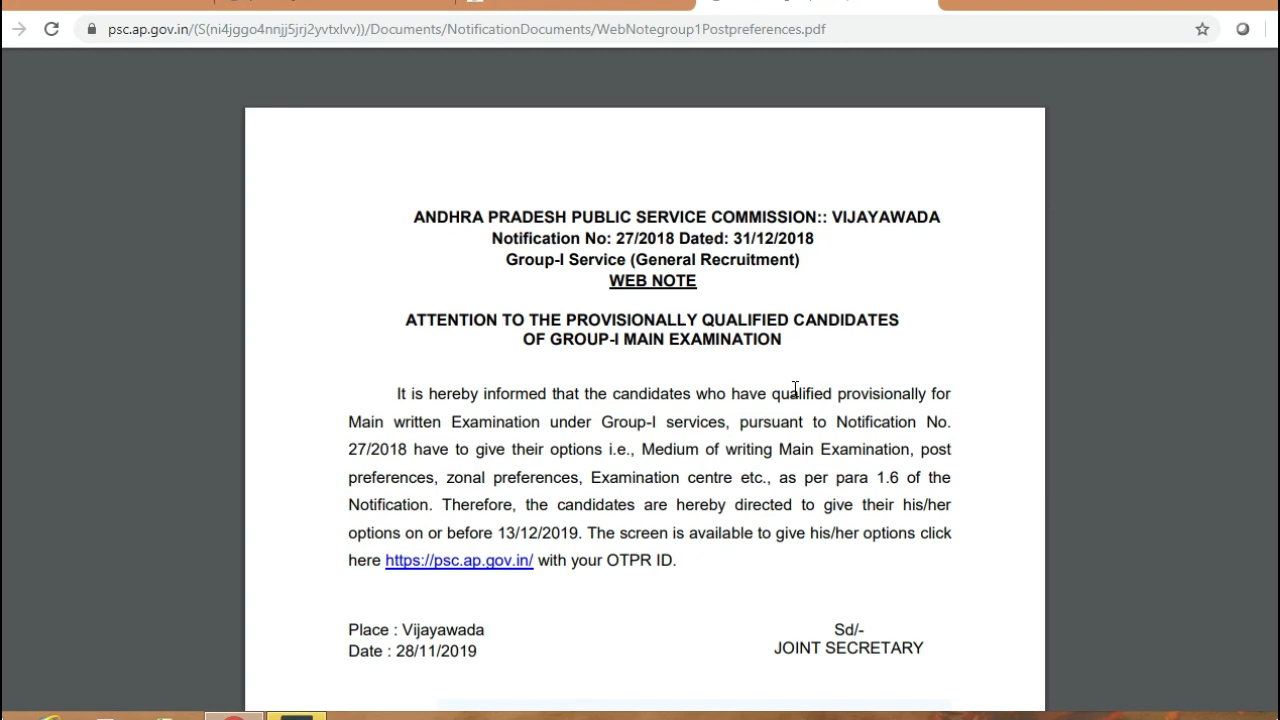 psc.ap.gov.in/(S(ni4jggo4nnjj5jrj2yvtxlvv))/Documents/NotificationDocuments/WebNotegroup1Postpreferences.pdf
ANDHRA PRADESH PUBLIC SERVICE COMMISSION:: VIJAYAWADA
Notification No: 27/2018 Dated: 31/12/2018
Group-I Service (General Recruitment)
WEB NOTE
ATTENTION TO THE PROVISIONALLY QUALIFIED CANDIDATES
OF GROUP-I MAIN EXAMINATION
It is hereby informed that the candidates who have qualified provisionally for
Main written Examination under Group-I services, pursuant to Notification No.
27/2018 have to give their options i.e., Medium of writing Main Examination, post
preferences, zonal preferences, Examination centre etc., as per para 1.6 of the
Notification. Therefore, the candidates are hereby directed to give their his/her
options on or before 13/12/2019. The screen is available to give his/her options click
here https://psc.ap.gov.in/ with your OTPR ID.
Place : Vijayawada
Date : 28/11/2019
Sd/-
JOINT SECRETARY